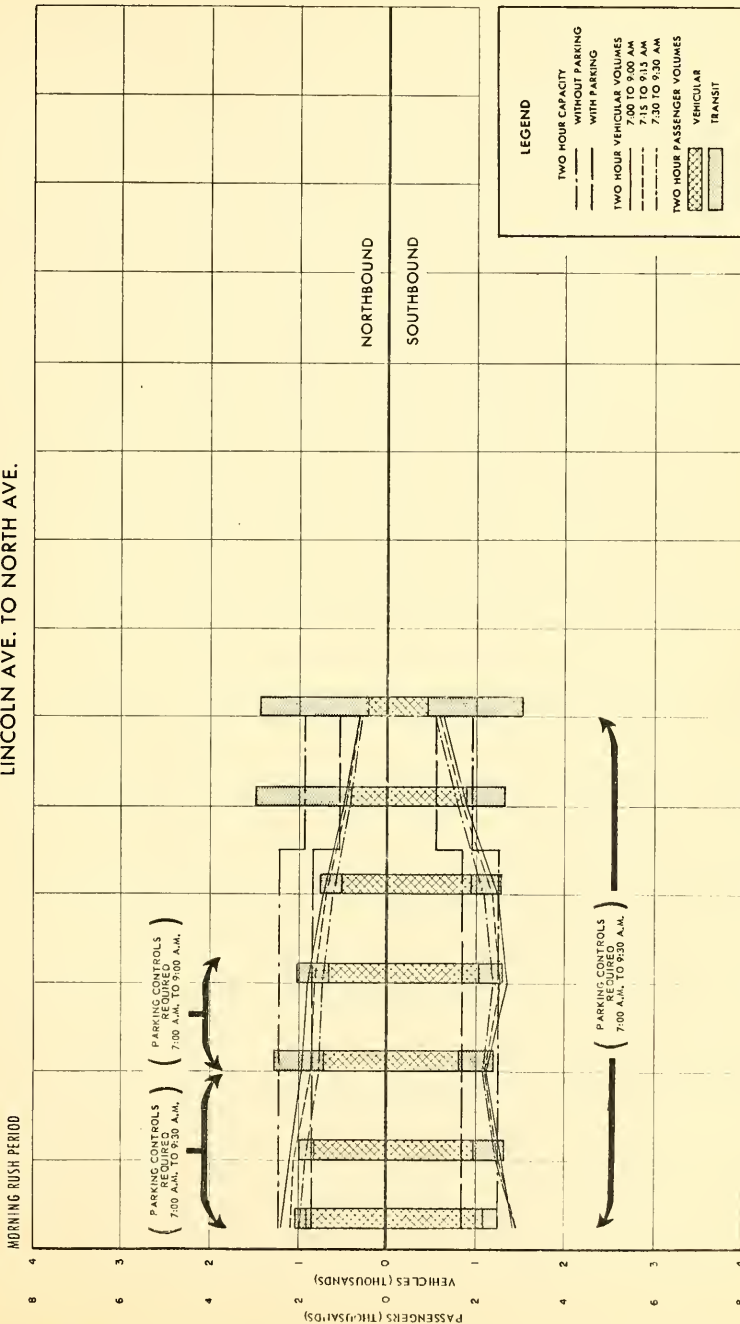 LINCOLN AVE. TO NORTH AVE.
MORNING RUSH PERIOD
( PARKING CONTROLS
REQUIRED
7:00 A.M. TO 9:30 A.M. )
( PARKING CONTROLS
REQUIRED
7:00 A.M. TO 9:00 A.M. )
NORTHBOUND
SOUTHBOUND
( PARKING CONTROLS
REQUIRED
7:00 A.M. TO 9:30 A.M. )
PASSENGERS (THOUSANDS)
8
6
4
2
0
2
4
6
8
VEHICLES (THOUSANDS)
4
3
2
1
0
1
2
3
4
LEGEND
TWO HOUR CAPACITY
WITHOUT PARKING
WITH PARKING
TWO HOUR VEHICULAR VOLUMES
7:00 TO 9:00 AM
7:15 TO 9:15 AM
7:30 TO 9:30 AM
TWO HOUR PASSENGER VOLUMES
VEHICULAR
TRANSIT